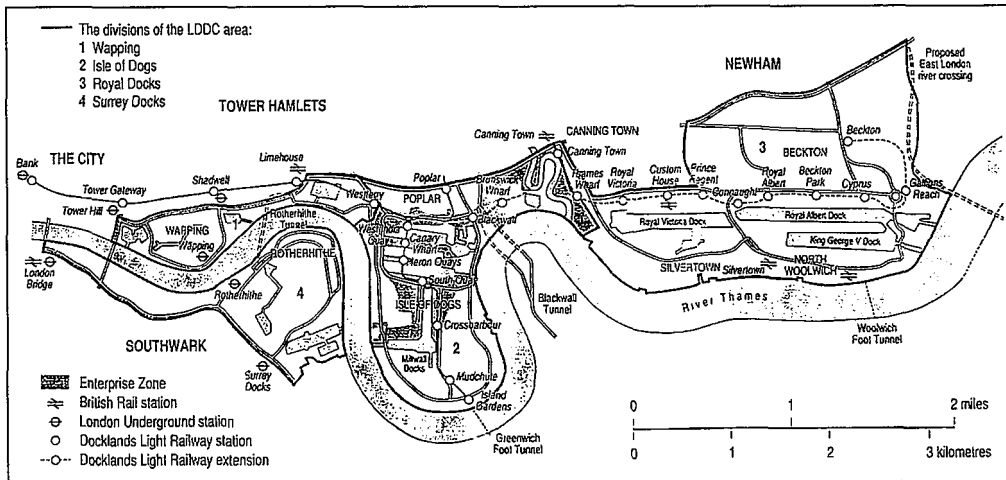 The divisions of the LDDC area:
1 Wapping
2 Isle of Dogs
3 Royal Docks
4 Surrey Docks
TOWER HAMLETS
NEWHAM
Proposed
East London
river crossing
THE CITY
Bank
Tower Gateway
Tower Hill
Shadwell
Limehouse
Westferry
Poplar
POPLAR
Canning Town
CANNING TOWN
Canning Town
Brunswick
Wharf
Thames
Wharf
Royal
Victoria
Custom
House
Prince
Regent
Connaught
Royal
Albert
Beckton
Park
Cyprus
Gallions
Reach
Beckton
3
BECKTON
WAPPING
1
Wapping
Rotherhithe
Tunnel
ROTHERHITHE
Rotherhithe
4
London
Bridge
SOUTHWARK
Surrey
Docks
West India
Quays
Canary
Wharf
Heron Quays
South Quay
ISLE OF DOGS
Crossharbour
2
Millwall
Docks
Mudchute
Island
Gardens
Greenwich
Foot Tunnel
Blackwall
Blackwall
Tunnel
Royal Victoria Dock
Royal Albert Dock
King George V Dock
SILVERTOWN
Silvertown
NORTH
WOOLWICH
River Thames
Woolwich
Foot Tunnel
Enterprise Zone
British Rail station
London Underground station
Docklands Light Railway station
Docklands Light Railway extension
0 1 2 miles
0 1 2 3 kilometres